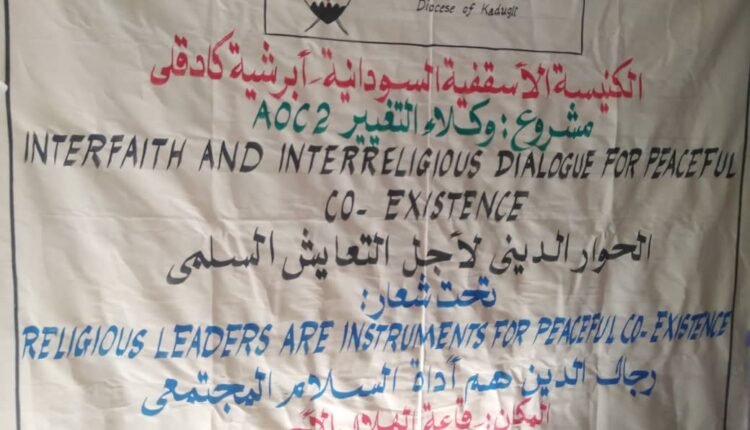 Diocese of Kadugli
الكنيسة الأسقفية السودانية - أبرشية كادقلى
مشروع : وكلاء التغيير AOC2
INTERFAITH AND INTERRELIGIOUS DIALOGUE FOR PEACEFUL
CO- EXISTENCE
الحوار الدينى لأجل التعايش السلمى
تحت شعار:
RELIGIOUS LEADERS ARE INSTRUMENTS FOR PEACEFUL CO-EXISTENCE
رجال الدين هم أداة السلام المجتمعى
المكان: قاعة